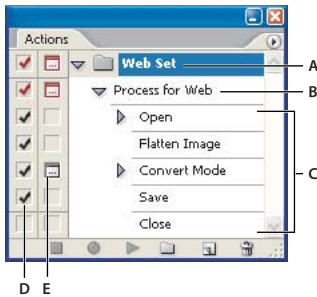 Actions
Web Set
A
Process for Web
B
Open
Flatten Image
Convert Mode
C
Save
Close
D E